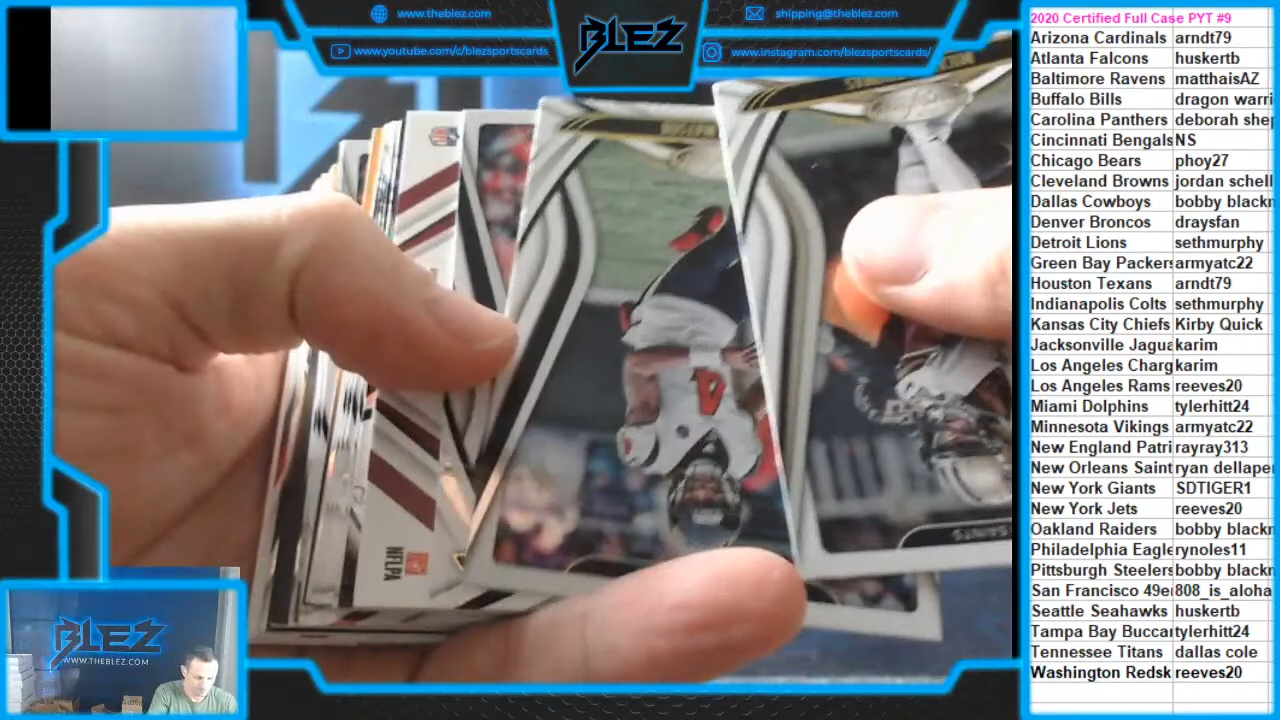 www.theblez.com
shipping@theblez.com
www.youtube.com/c/blezsportscards
BLEZ
www.instagram.com/blezsportscards/
2020 Certified Full Case PYT #9
Arizona Cardinals arndt79
Atlanta Falcons huskertb
Baltimore Ravens matthaisAZ
Buffalo Bills dragon warri
Carolina Panthers deborah shep
Cincinnati Bengals NS
Chicago Bears phoy27
Cleveland Browns jordan schell
Dallas Cowboys bobby blackn
Denver Broncos draysfan
Detroit Lions sethmurphy
Green Bay Packers armyatc22
Houston Texans arndt79
Indianapolis Colts sethmurphy
Kansas City Chiefs Kirby Quick
Jacksonville Jagua karim
Los Angeles Charg karim
Los Angeles Rams reeves20
Miami Dolphins tylerhitt24
Minnesota Vikings armyatc22
New England Patri rayray313
New Orleans Saint ryan dellape
New York Giants SDTIGER1
New York Jets reeves20
Oakland Raiders bobby blackn
Philadelphia Eagle rynoles11
Pittsburgh Steelers bobby blackn
San Francisco 49e 808_is_aloha
Seattle Seahawks huskertb
Tampa Bay Bucca tylerhitt24
Tennessee Titans dallas cole
Washington Redsk reeves20
4
SAINTS
NFLPA
BLEZ
WWW.THEBLEZ.COM